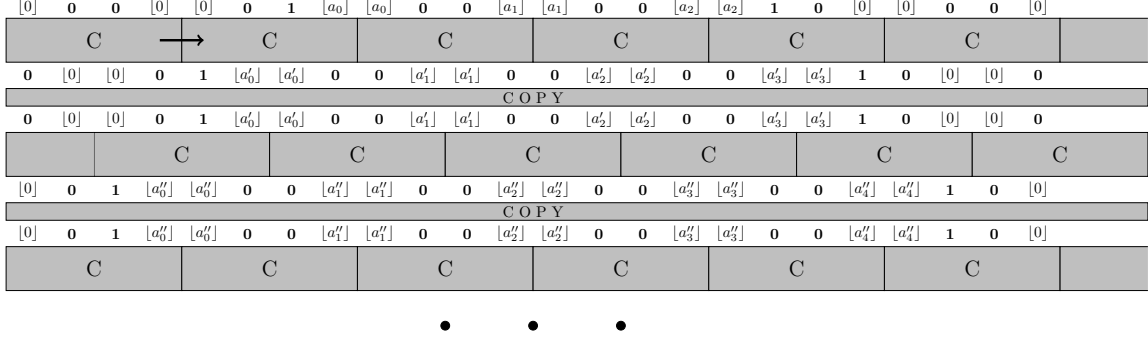 ⌊0⌋ 0 0 ⌊0⌋ ⌊0⌋ 0 1 ⌊a₀⌋ ⌊a₀⌋ 0 0 ⌊a₁⌋ ⌊a₁⌋ 0 0 ⌊a₂⌋ ⌊a₂⌋ 1 0 ⌊0⌋ ⌊0⌋ 0 0 ⌊0⌋
C C C C C C
0 ⌊0⌋ ⌊0⌋ 0 1 ⌊a′₀⌋ ⌊a′₀⌋ 0 0 ⌊a′₁⌋ ⌊a′₁⌋ 0 0 ⌊a′₂⌋ ⌊a′₂⌋ 0 0 ⌊a′₃⌋ ⌊a′₃⌋ 1 0 ⌊0⌋ ⌊0⌋ 0
COPY
0 ⌊0⌋ ⌊0⌋ 0 1 ⌊a′₀⌋ ⌊a′₀⌋ 0 0 ⌊a′₁⌋ ⌊a′₁⌋ 0 0 ⌊a′₂⌋ ⌊a′₂⌋ 0 0 ⌊a′₃⌋ ⌊a′₃⌋ 1 0 ⌊0⌋ ⌊0⌋ 0
C C C C C C
⌊0⌋ 0 1 ⌊a″₀⌋ ⌊a″₀⌋ 0 0 ⌊a″₁⌋ ⌊a″₁⌋ 0 0 ⌊a″₂⌋ ⌊a″₂⌋ 0 0 ⌊a″₃⌋ ⌊a″₃⌋ 0 0 ⌊a″₄⌋ ⌊a″₄⌋ 1 0 ⌊0⌋
COPY
⌊0⌋ 0 1 ⌊a″₀⌋ ⌊a″₀⌋ 0 0 ⌊a″₁⌋ ⌊a″₁⌋ 0 0 ⌊a″₂⌋ ⌊a″₂⌋ 0 0 ⌊a″₃⌋ ⌊a″₃⌋ 0 0 ⌊a″₄⌋ ⌊a″₄⌋ 1 0 ⌊0⌋
C C C C C C